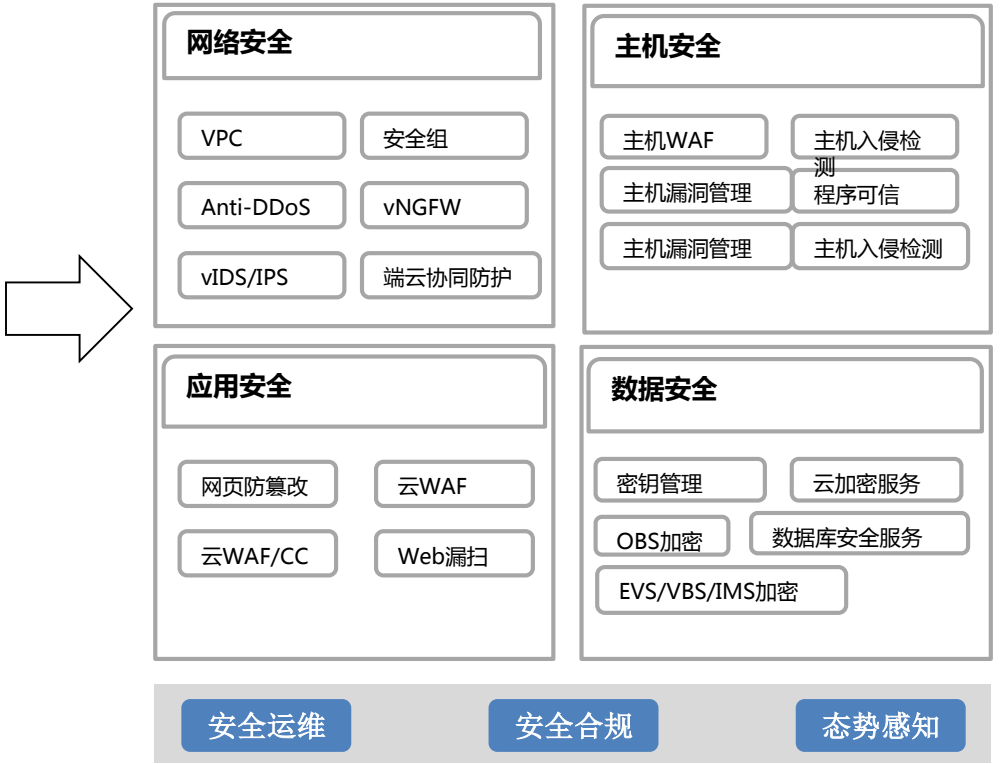 网络安全
VPC
安全组
Anti-DDoS
vNGFW
vIDS/IPS
端云协同防护
主机安全
主机WAF
主机入侵检
测
主机漏洞管理
程序可信
主机漏洞管理
主机入侵检测
应用安全
网页防篡改
云WAF
云WAF/CC
Web漏扫
数据安全
密钥管理
云加密服务
OBS加密
数据库安全服务
EVS/VBS/IMS加密
安全运维
安全合规
态势感知